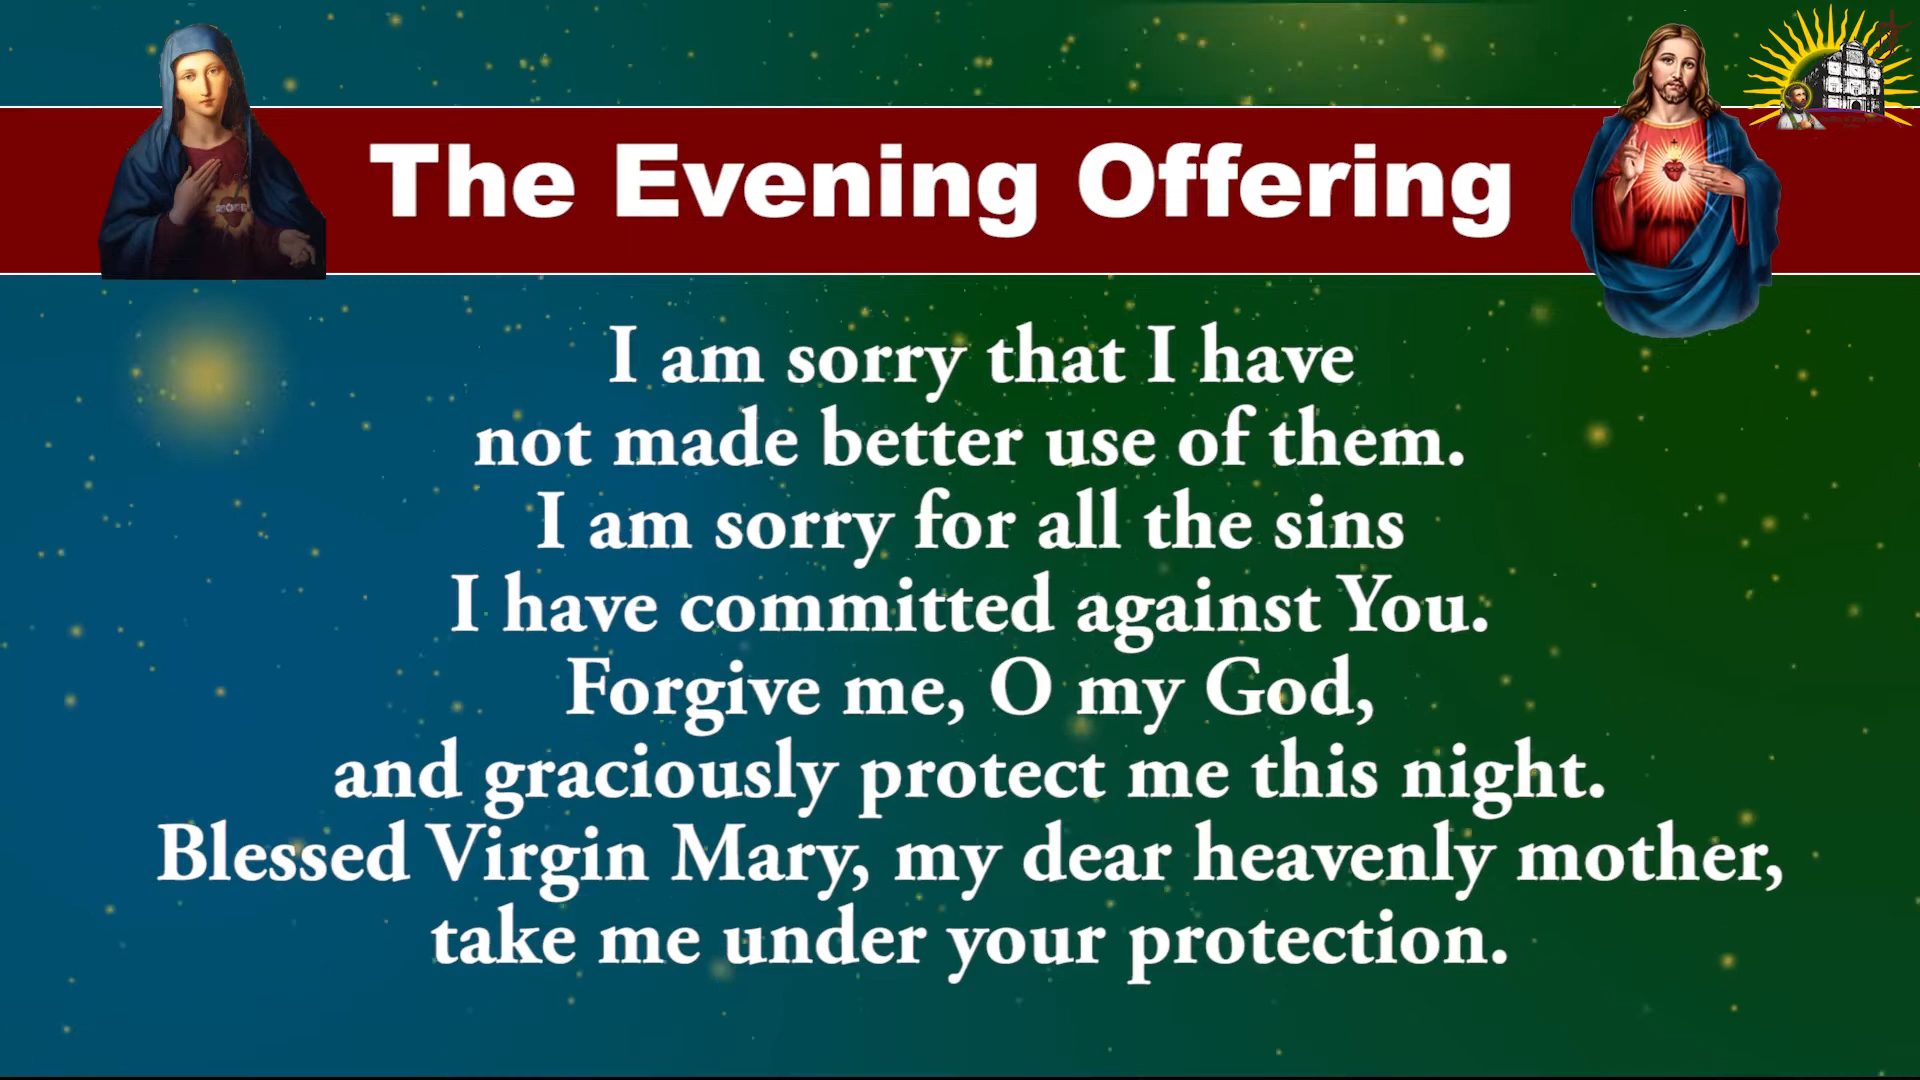 The Evening Offering
I am sorry that I have
not made better use of them.
I am sorry for all the sins
I have committed against You.
Forgive me, O my God,
and graciously protect me this night.
Blessed Virgin Mary, my dear heavenly mother,
take me under your protection.